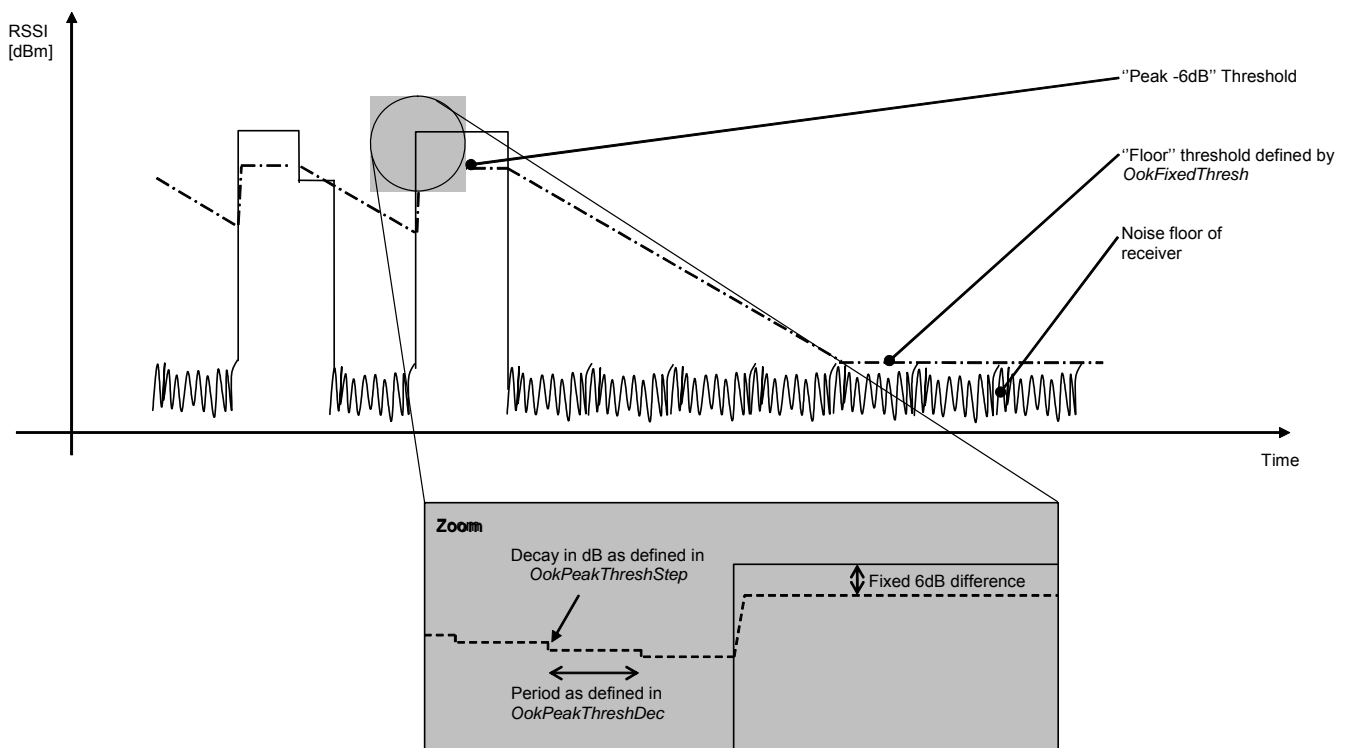 RSSI
[dBm]
‘'Peak -6dB'’ Threshold
‘'Floor'’ threshold defined by
OokFixedThresh
Noise floor of
receiver
Time
Zoom
Decay in dB as defined in
OokPeakThreshStep
Fixed 6dB difference
Period as defined in
OokPeakThreshDec